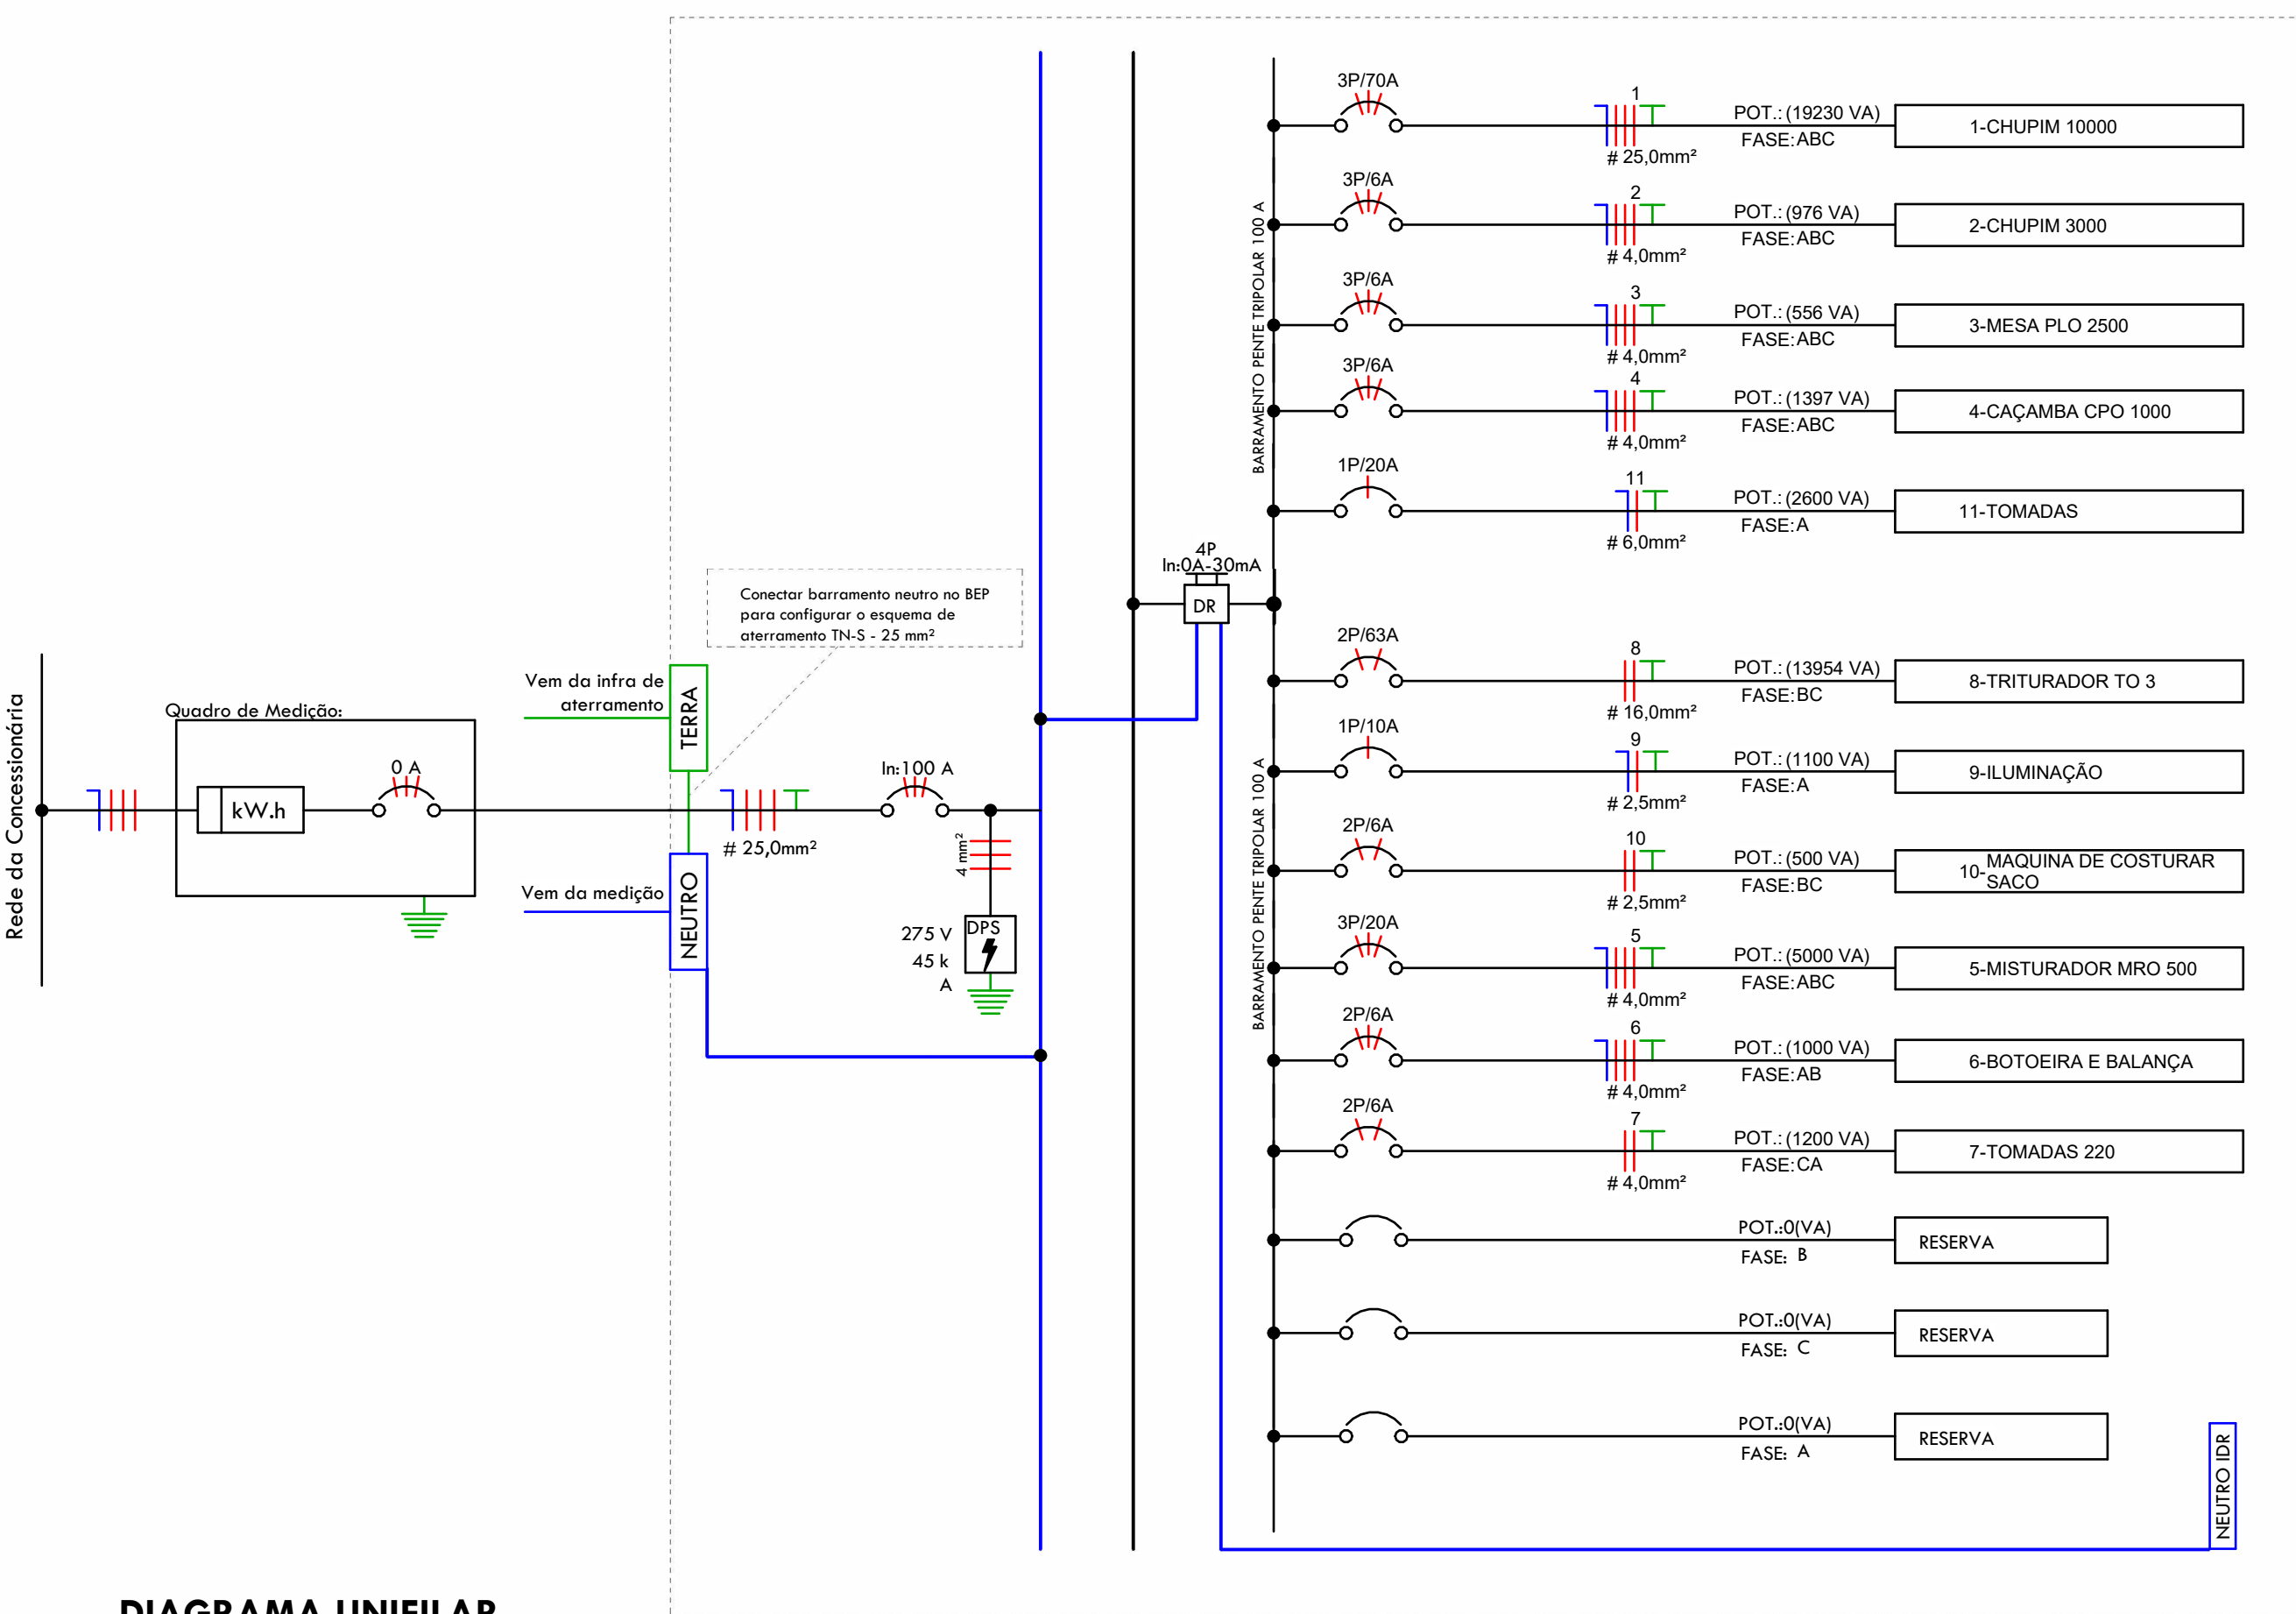 Rede da Concessionária
Quadro de Medição:
kW.h
0 A
Vem da infra de
aterramento
TERRA
Vem da medição
NEUTRO
Conectar barramento neutro no BEP
para configurar o esquema de
aterramento TN-S - 25 mm²
# 25,0mm²
In:100 A
4 mm²
275 V
45 k
A
DPS
4P
In:0A-30mA
DR
BARRAMENTO PENTE TRIPOLAR 100 A
3P/70A
1
# 25,0mm²
POT.: (19230 VA)
FASE: ABC
1-CHUPIM 10000
3P/6A
2
# 4,0mm²
POT.: (976 VA)
FASE: ABC
2-CHUPIM 3000
3P/6A
3
# 4,0mm²
POT.: (556 VA)
FASE: ABC
3-MESA PLO 2500
3P/6A
4
# 4,0mm²
POT.: (1397 VA)
FASE: ABC
4-CAÇAMBA CPO 1000
1P/20A
11
# 6,0mm²
POT.: (2600 VA)
FASE: A
11-TOMADAS
BARRAMENTO PENTE TRIPOLAR 100 A
2P/63A
8
# 16,0mm²
POT.: (13954 VA)
FASE: BC
8-TRITURADOR TO 3
1P/10A
9
# 2,5mm²
POT.: (1100 VA)
FASE: A
9-ILUMINAÇÃO
2P/6A
10
# 2,5mm²
POT.: (500 VA)
FASE: BC
10-MAQUINA DE COSTURAR
SACO
3P/20A
5
# 4,0mm²
POT.: (5000 VA)
FASE: ABC
5-MISTURADOR MRO 500
2P/6A
6
# 4,0mm²
POT.: (1000 VA)
FASE: AB
6-BOTOEIRA E BALANÇA
2P/6A
7
# 4,0mm²
POT.: (1200 VA)
FASE: CA
7-TOMADAS 220
POT.:0(VA)
FASE: B
RESERVA
POT.:0(VA)
FASE: C
RESERVA
POT.:0(VA)
FASE: A
RESERVA
NEUTRO IDR
DIAGRAMA UNIFILAR